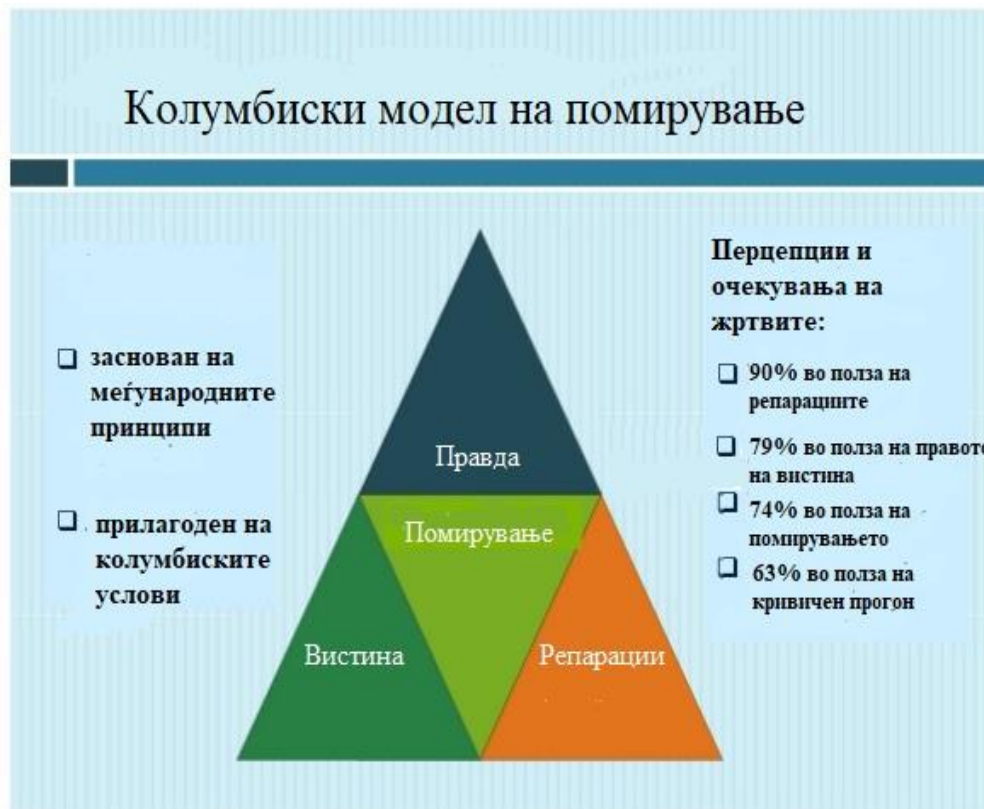 Колумбиски модел на помирување
заснован на
меѓународните
принципи
прилагоден на
колумбиските
услови
Правда
Помирување
Вистина
Репарации
Перцепции и
очекувања на
жртвите:
90% во полза на
репарациите
79% во полза на правото
на вистина
74% во полза на
помирувањето
63% во полза на
кривичен прогон